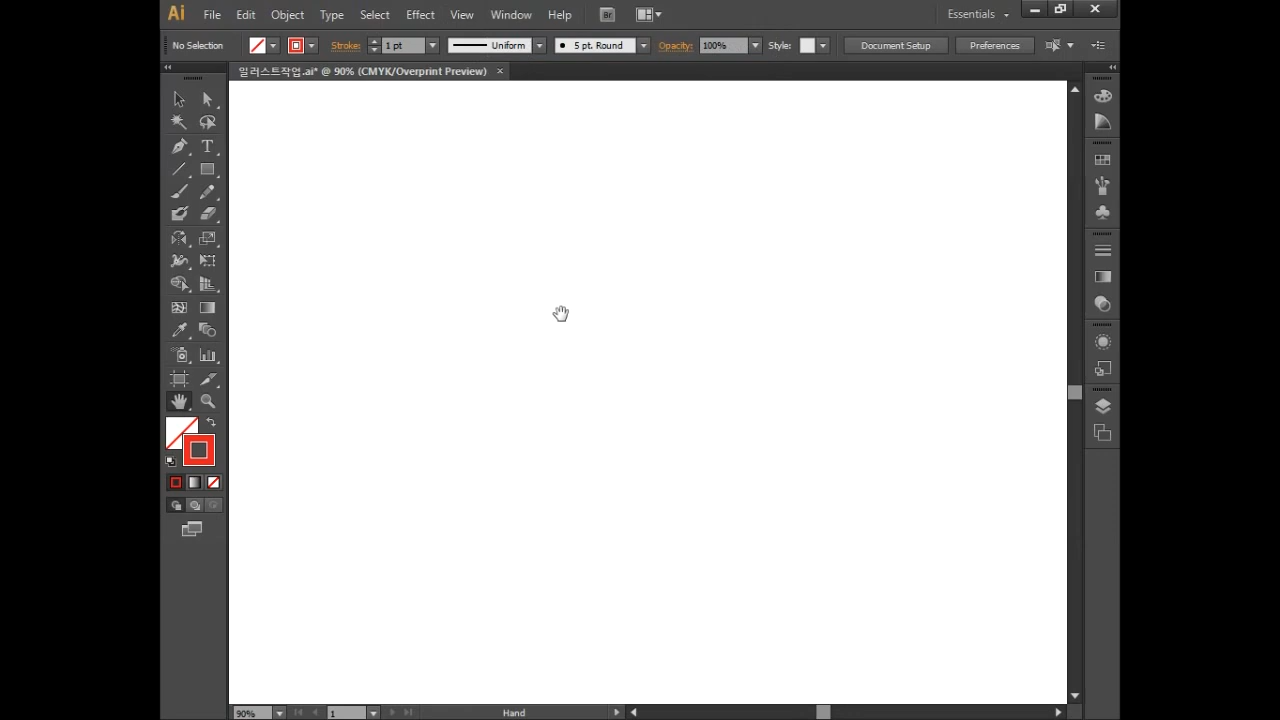 Ai File Edit Object Type Select Effect View Window Help Br Essentials
No Selection Stroke: 1 pt Uniform 5 pt. Round Opacity: 100% Style: Document Setup Preferences
일러스트작업.ai* @ 90% (CMYK/Overprint Preview) ×
T
90% 1 Hand